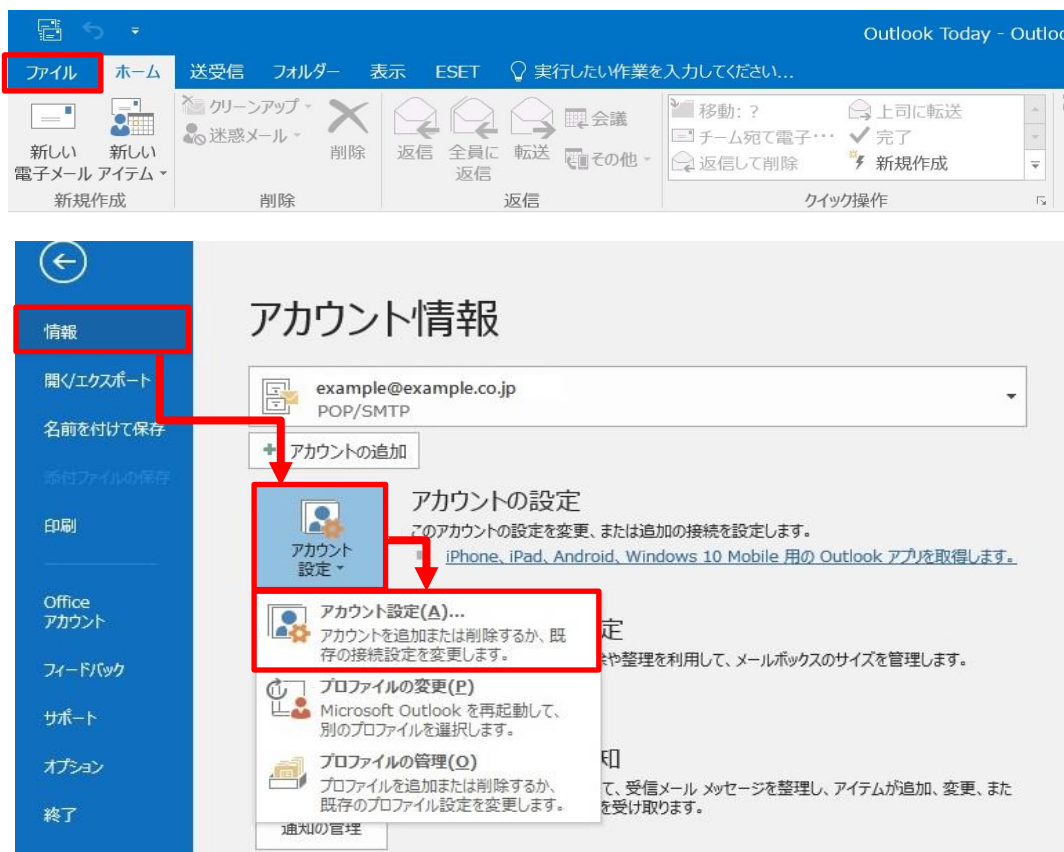 Outlook Today - Outloo
ファイル ホーム 送受信 フォルダー 表示 ESET 実行したい作業を入力してください...
新しい
電子メール
新しい
アイテム
新規作成
クリーンアップ
迷惑メール
削除
削除
返信
全員に
返信
転送
会議
その他
返信
移動: ?
チーム宛て電子…
返信して削除
上司に転送
完了
新規作成
クイック操作
情報
開く/エクスポート
名前を付けて保存
添付ファイルの保存
印刷
Office
アカウント
フィードバック
サポート
オプション
終了
アカウント情報
example@example.co.jp
POP/SMTP
アカウントの追加
アカウント
設定
アカウントの設定
このアカウントの設定を変更、または追加の接続を設定します。
iPhone、iPad、Android、Windows 10 Mobile 用の Outlook アプリを取得します。
アカウント設定(A)...
アカウントを追加または削除するか、既
存の接続設定を変更します。
プロファイルの変更(P)
Microsoft Outlook を再起動して、
別のプロファイルを選択します。
プロファイルの管理(O)
プロファイルを追加または削除するか、
既存のプロファイル設定を変更します。
定
や整理を利用して、メールボックスのサイズを管理します。
知
て、受信メール メッセージを整理し、アイテムが追加、変更、また
を受け取ります。
通知の管理